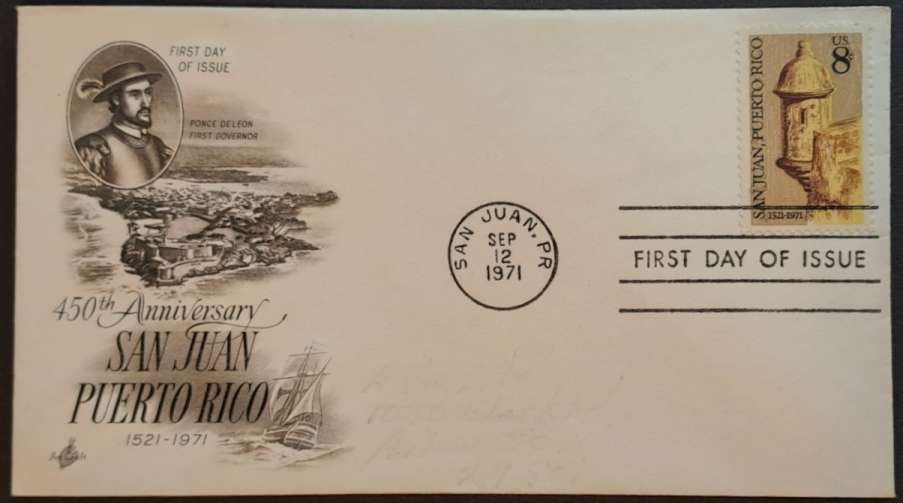 FIRST DAY
OF ISSUE
PONCE DE LEON
FIRST GOVERNOR
450th Anniversary
SAN JUAN
PUERTO RICO
1521-1971
ArtCraft
SAN JUAN, PR
SEP
12
1971
U.S.
8c
SAN JUAN, PUERTO RICO
1521-1971
FIRST DAY OF ISSUE